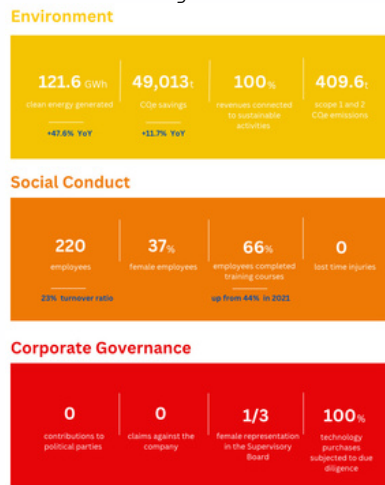 Environment
121.6 GWh
clean energy generated
+47.6% YoY
49,013t
CQe savings
+11.7% YoY
100%
revenues connected
to sustainable
activities
409.6t
scope 1 and 2
CQe emissions
Social Conduct
220
employees
23% turnover ratio
37%
female employees
66%
employees completed
training courses
up from 44% in 2021
0
lost time injuries
Corporate Governance
0
contributions to
political parties
0
claims against the
company
1/3
female representation
in the Supervisory
Board
100%
technology
purchases
subjected to due
diligence